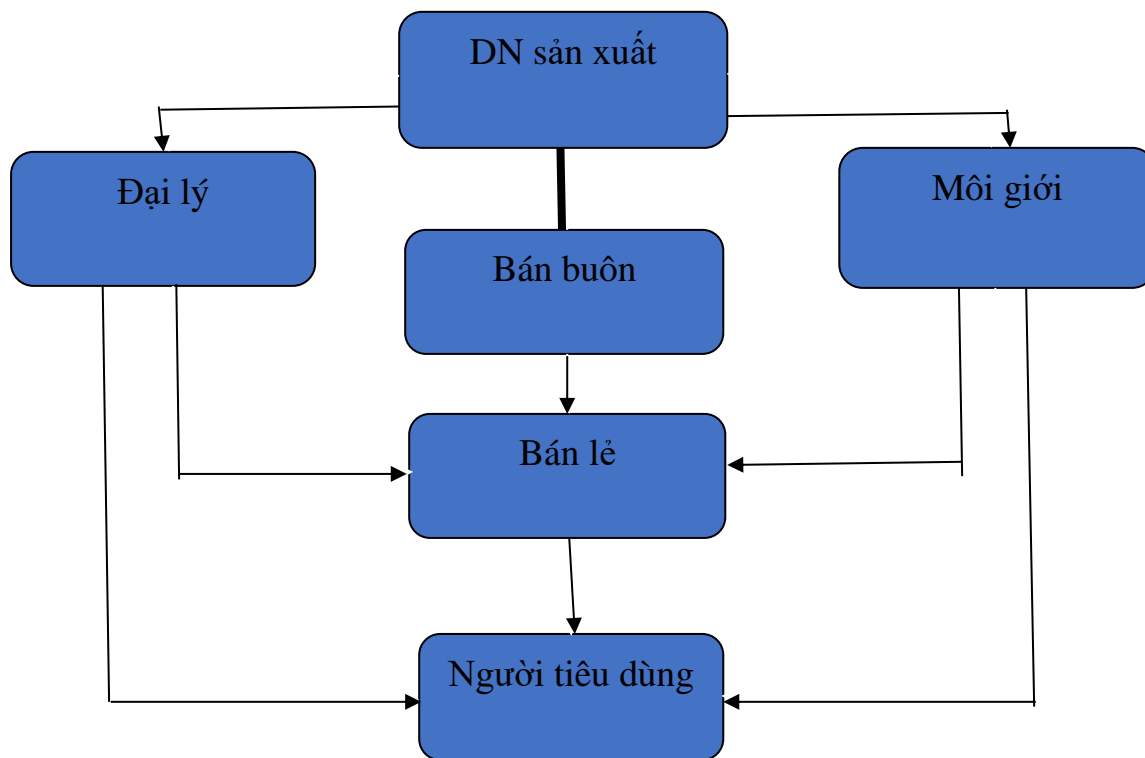 DN sản xuất
Đại lý
Môi giới
Bán buôn
Bán lẻ
Người tiêu dùng